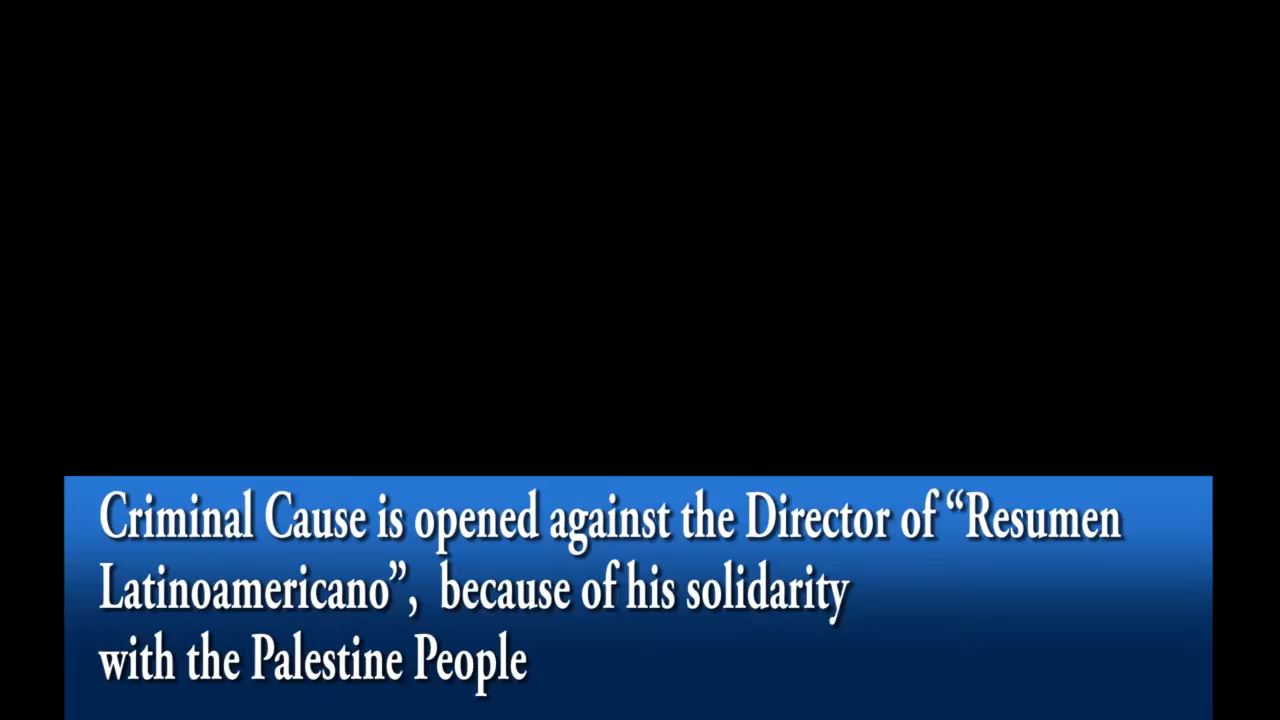 Criminal Cause is opened against the Director of “Resumen
Latinoamericano”, because of his solidarity
with the Palestine People